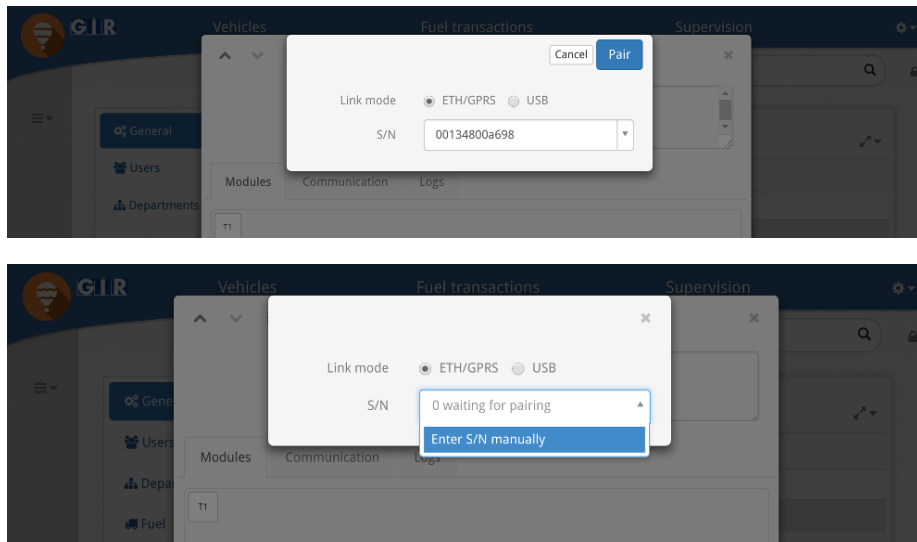 GIR Vehicles Fuel transactions Supervision
Cancel Pair
Link mode ETH/GPRS USB
General
S/N 00134800a698
Users
Modules Communication Logs
Departments
T1
GIR Vehicles Fuel transactions Supervision
Link mode ETH/GPRS USB
Gene
S/N 0 waiting for pairing
Users
Enter S/N manually
Modules Communication Logs
Depa
T1
Fuel